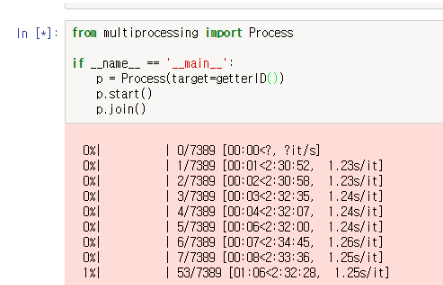 In [*]: from multiprocessing import Process
if __name__ == '__main__':
    p = Process(target=getterID())
    p.start()
    p.join()
0%| | 0/7389 [00:00<?, ?it/s]
0%| | 1/7389 [00:01<2:30:52, 1.23s/it]
0%| | 2/7389 [00:02<2:30:58, 1.23s/it]
0%| | 3/7389 [00:03<2:32:35, 1.24s/it]
0%| | 4/7389 [00:04<2:32:07, 1.24s/it]
0%| | 5/7389 [00:06<2:32:00, 1.24s/it]
0%| | 6/7389 [00:07<2:34:45, 1.26s/it]
0%| | 7/7389 [00:08<2:33:36, 1.25s/it]
1%| | 53/7389 [01:06<2:32:28, 1.25s/it]